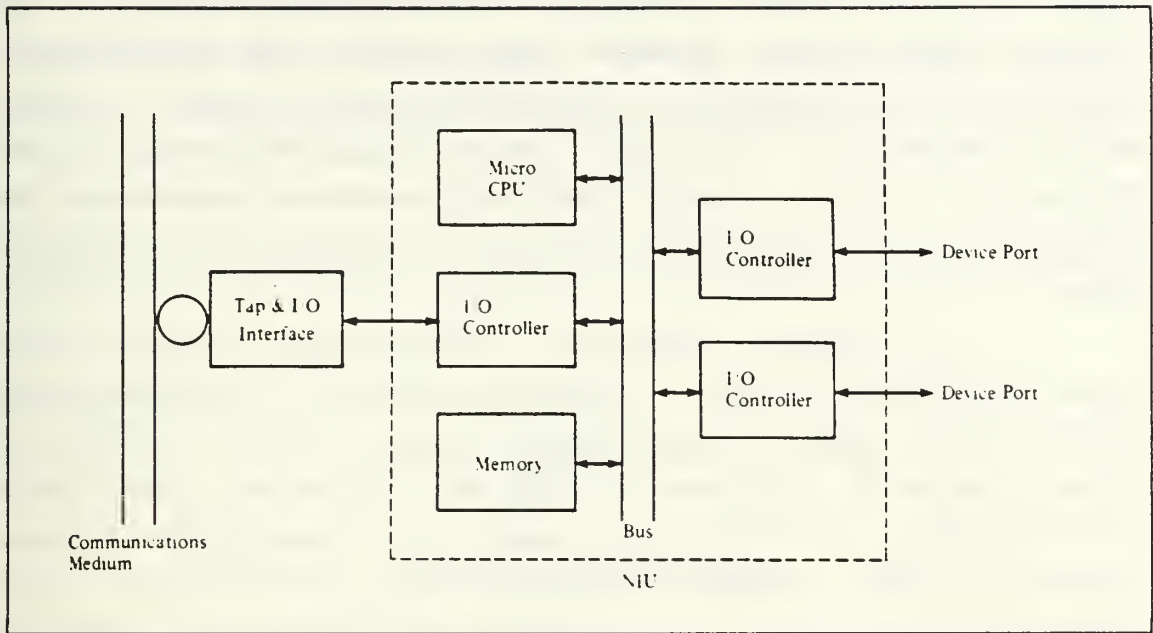 Micro
CPU
I/O
Controller
Device Port
Tap & I/O
Interface
I/O
Controller
I/O
Controller
Device Port
Memory
Bus
Communications
Medium
NIU